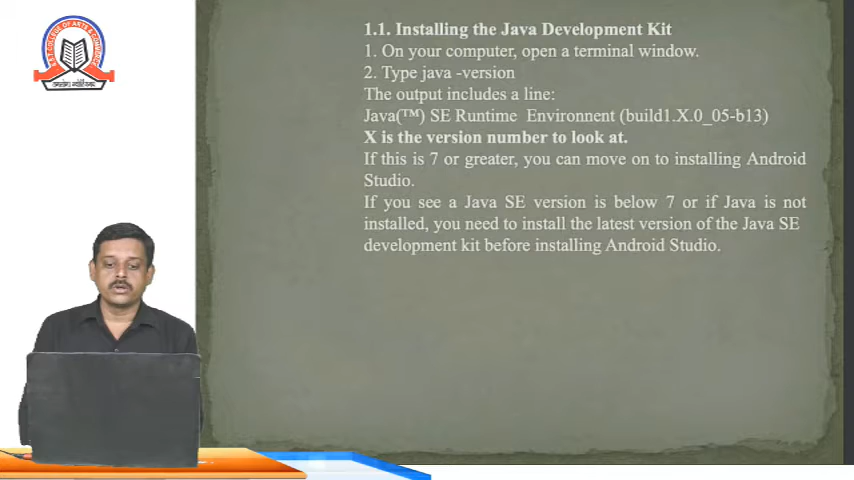 1.1. Installing the Java Development Kit
1. On your computer, open a terminal window.
2. Type java -version
The output includes a line:
Java(™) SE Runtime Environnent (build1.X.0_05-b13)
X is the version number to look at.
If this is 7 or greater, you can move on to installing Android
Studio.
If you see a Java SE version is below 7 or if Java is not
installed, you need to install the latest version of the Java SE
development kit before installing Android Studio.